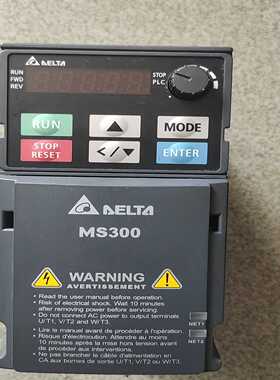 DELTA
RUN
FWD
REV
STOP
PLC
RUN
MODE
STOP
RESET
</>
ENTER
DELTA
MS300
WARNING
AVERTISSEMENT
Read the user manual before operation.
Risk of electrical shock. Wait 10 minutes
after removing power before servicing.
Do not connect AC power to output terminals
U/T1, V/T2 and W/T3.
Lire le manuel avant de procéder à l'opération.
Risque d'électrocution. Attendre au moins
10 minutes après la mise hors tension
avant de procéder à l'intervention.
Ne pas brancher le câble d'alimentation en
CA aux bornes de sortir U/T1, V/T2 ou W/T3.
NET1
NET2